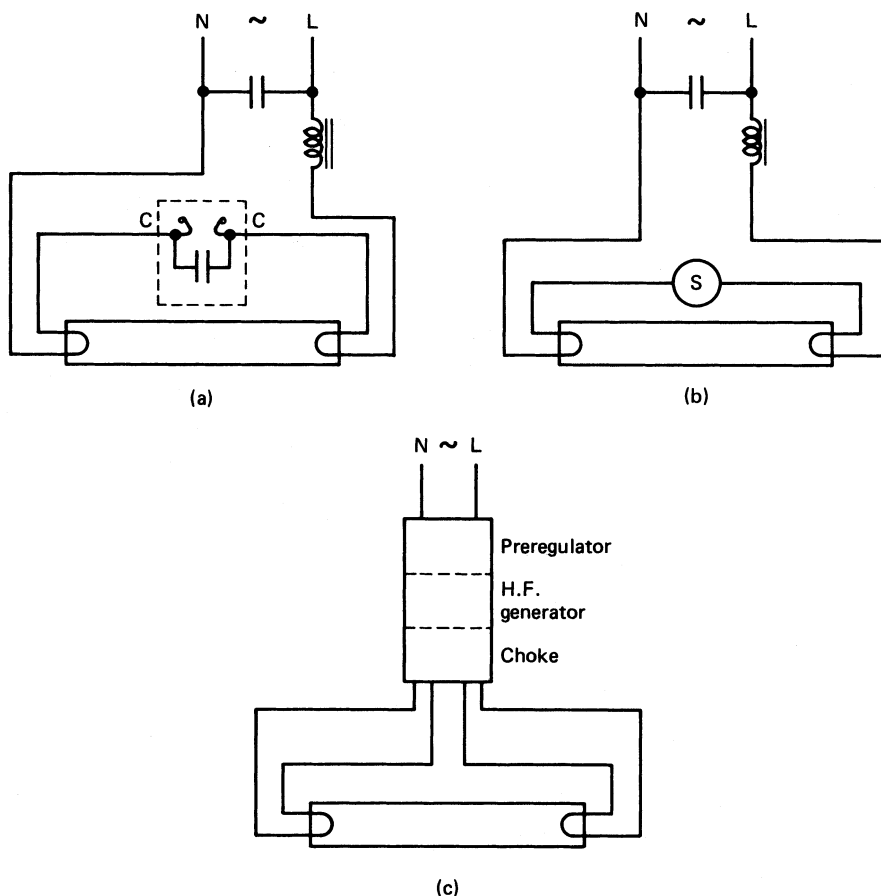 N ~ L
C C
(a)
N ~ L
S
(b)
N ~ L
Preregulator
H.F.
generator
Choke
(c)